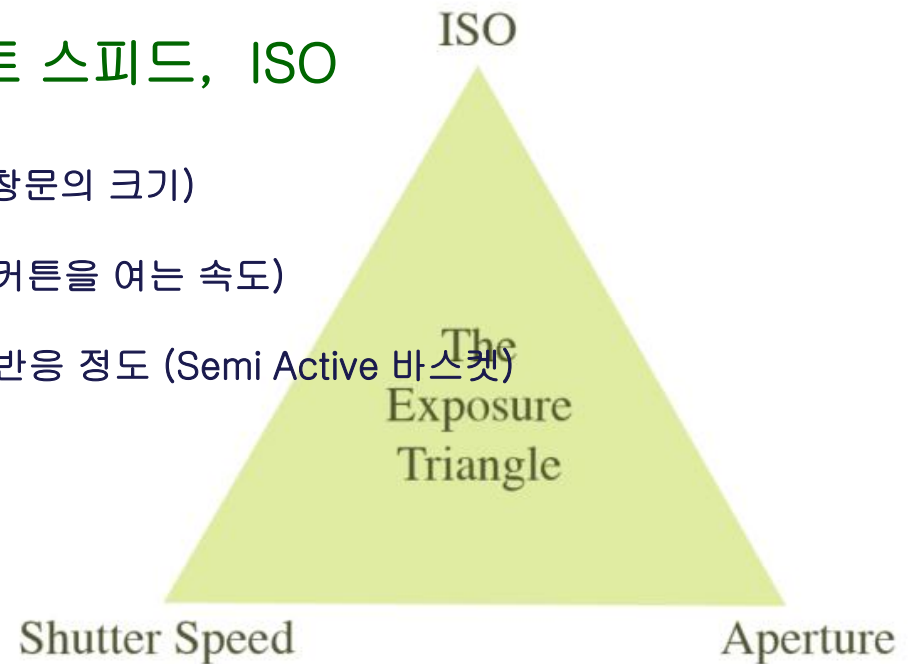 ISO
스피드, ISO
창문의 크기)
커튼을 여는 속도)
반응 정도 (Semi Active 바스켓)
The
Exposure
Triangle
Shutter Speed
Aperture